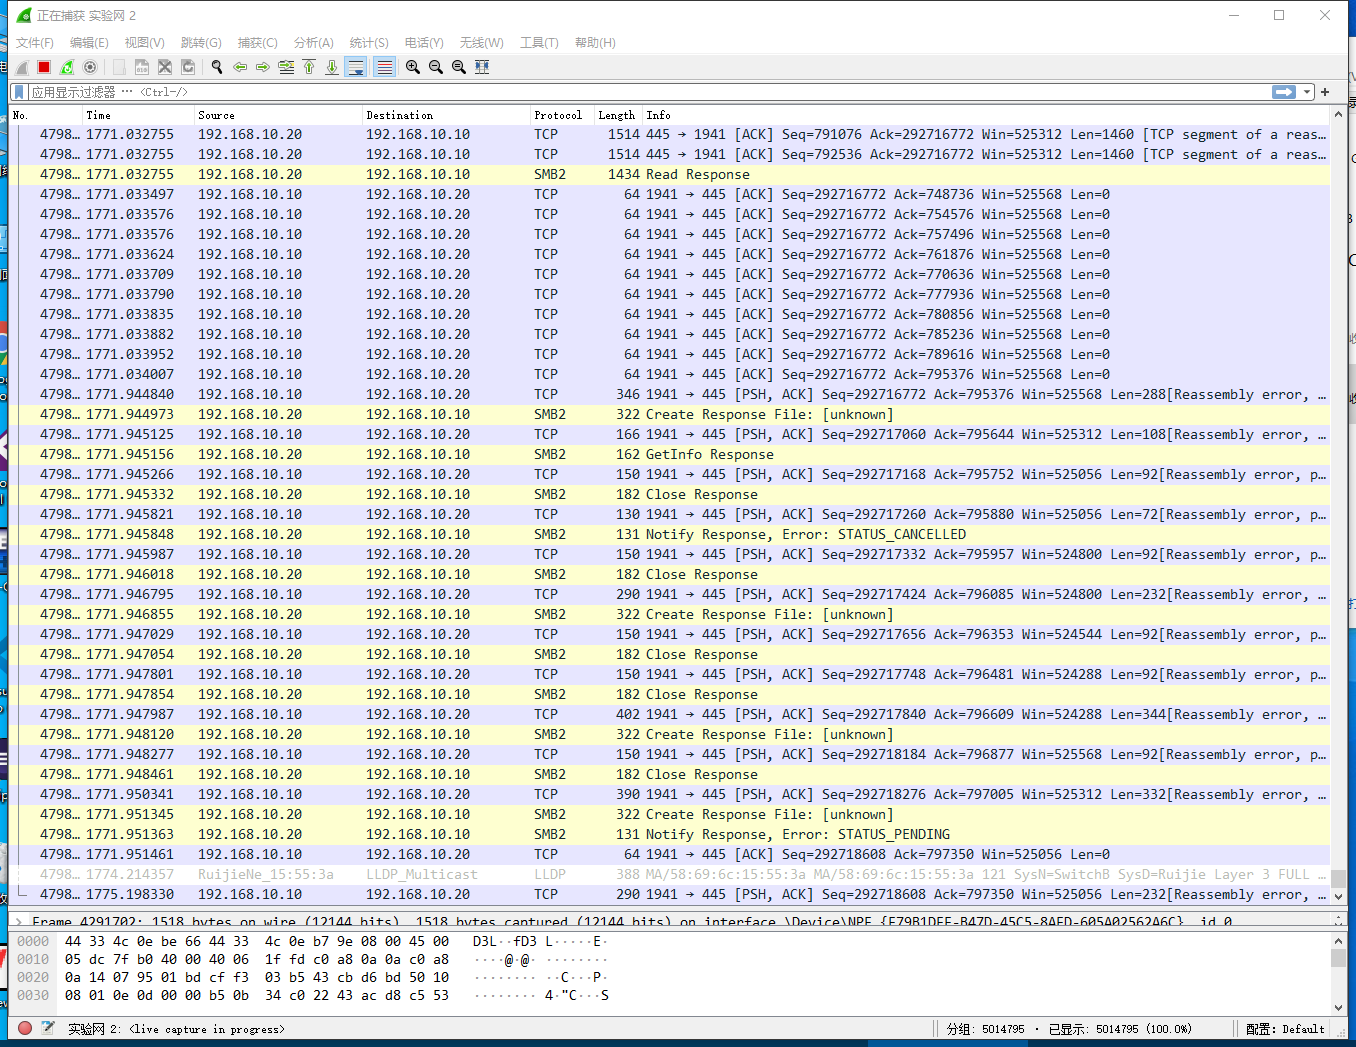 正在捕获 实验网 2
文件(F) 编辑(E) 视图(V) 跳转(G) 捕获(C) 分析(A) 统计(S) 电话(Y) 无线(W) 工具(T) 帮助(H)
应用显示过滤器 … <Ctrl-/>
No. Time Source Destination Protocol Length Info
4798… 1771.032755 192.168.10.20 192.168.10.10 TCP 1514 445 → 1941 [ACK] Seq=791076 Ack=292716772 Win=525312 Len=1460 [TCP segment of a reas…
4798… 1771.032755 192.168.10.20 192.168.10.10 TCP 1514 445 → 1941 [ACK] Seq=792536 Ack=292716772 Win=525312 Len=1460 [TCP segment of a reas…
4798… 1771.032755 192.168.10.20 192.168.10.10 SMB2 1434 Read Response
4798… 1771.033497 192.168.10.10 192.168.10.20 TCP 64 1941 → 445 [ACK] Seq=292716772 Ack=748736 Win=525568 Len=0
4798… 1771.033576 192.168.10.10 192.168.10.20 TCP 64 1941 → 445 [ACK] Seq=292716772 Ack=754576 Win=525568 Len=0
4798… 1771.033576 192.168.10.10 192.168.10.20 TCP 64 1941 → 445 [ACK] Seq=292716772 Ack=757496 Win=525568 Len=0
4798… 1771.033624 192.168.10.10 192.168.10.20 TCP 64 1941 → 445 [ACK] Seq=292716772 Ack=761876 Win=525568 Len=0
4798… 1771.033709 192.168.10.10 192.168.10.20 TCP 64 1941 → 445 [ACK] Seq=292716772 Ack=770636 Win=525568 Len=0
4798… 1771.033790 192.168.10.10 192.168.10.20 TCP 64 1941 → 445 [ACK] Seq=292716772 Ack=777936 Win=525568 Len=0
4798… 1771.033835 192.168.10.10 192.168.10.20 TCP 64 1941 → 445 [ACK] Seq=292716772 Ack=780856 Win=525568 Len=0
4798… 1771.033882 192.168.10.10 192.168.10.20 TCP 64 1941 → 445 [ACK] Seq=292716772 Ack=785236 Win=525568 Len=0
4798… 1771.033952 192.168.10.10 192.168.10.20 TCP 64 1941 → 445 [ACK] Seq=292716772 Ack=789616 Win=525568 Len=0
4798… 1771.034007 192.168.10.10 192.168.10.20 TCP 64 1941 → 445 [ACK] Seq=292716772 Ack=795376 Win=525568 Len=0
4798… 1771.944840 192.168.10.10 192.168.10.20 TCP 346 1941 → 445 [PSH, ACK] Seq=292716772 Ack=795376 Win=525568 Len=288[Reassembly error, …
4798… 1771.944973 192.168.10.20 192.168.10.10 SMB2 322 Create Response File: [unknown]
4798… 1771.945125 192.168.10.10 192.168.10.20 TCP 166 1941 → 445 [PSH, ACK] Seq=292717060 Ack=795644 Win=525312 Len=108[Reassembly error, …
4798… 1771.945156 192.168.10.20 192.168.10.10 SMB2 162 GetInfo Response
4798… 1771.945266 192.168.10.10 192.168.10.20 TCP 150 1941 → 445 [PSH, ACK] Seq=292717168 Ack=795752 Win=525056 Len=92[Reassembly error, p…
4798… 1771.945332 192.168.10.20 192.168.10.10 SMB2 182 Close Response
4798… 1771.945821 192.168.10.10 192.168.10.20 TCP 130 1941 → 445 [PSH, ACK] Seq=292717260 Ack=795880 Win=525056 Len=72[Reassembly error, p…
4798… 1771.945848 192.168.10.20 192.168.10.10 SMB2 131 Notify Response, Error: STATUS_CANCELLED
4798… 1771.945987 192.168.10.10 192.168.10.20 TCP 150 1941 → 445 [PSH, ACK] Seq=292717332 Ack=795957 Win=524800 Len=92[Reassembly error, p…
4798… 1771.946018 192.168.10.20 192.168.10.10 SMB2 182 Close Response
4798… 1771.946795 192.168.10.10 192.168.10.20 TCP 290 1941 → 445 [PSH, ACK] Seq=292717424 Ack=796085 Win=524800 Len=232[Reassembly error, …
4798… 1771.946855 192.168.10.20 192.168.10.10 SMB2 322 Create Response File: [unknown]
4798… 1771.947029 192.168.10.10 192.168.10.20 TCP 150 1941 → 445 [PSH, ACK] Seq=292717656 Ack=796353 Win=524544 Len=92[Reassembly error, p…
4798… 1771.947054 192.168.10.20 192.168.10.10 SMB2 182 Close Response
4798… 1771.947801 192.168.10.10 192.168.10.20 TCP 150 1941 → 445 [PSH, ACK] Seq=292717748 Ack=796481 Win=524288 Len=92[Reassembly error, p…
4798… 1771.947854 192.168.10.20 192.168.10.10 SMB2 182 Close Response
4798… 1771.947987 192.168.10.10 192.168.10.20 TCP 402 1941 → 445 [PSH, ACK] Seq=292717840 Ack=796609 Win=524288 Len=344[Reassembly error, …
4798… 1771.948120 192.168.10.20 192.168.10.10 SMB2 322 Create Response File: [unknown]
4798… 1771.948277 192.168.10.10 192.168.10.20 TCP 150 1941 → 445 [PSH, ACK] Seq=292718184 Ack=796877 Win=525568 Len=92[Reassembly error, p…
4798… 1771.948461 192.168.10.20 192.168.10.10 SMB2 182 Close Response
4798… 1771.950341 192.168.10.10 192.168.10.20 TCP 390 1941 → 445 [PSH, ACK] Seq=292718276 Ack=797005 Win=525312 Len=332[Reassembly error, …
4798… 1771.951345 192.168.10.20 192.168.10.10 SMB2 322 Create Response File: [unknown]
4798… 1771.951363 192.168.10.20 192.168.10.10 SMB2 131 Notify Response, Error: STATUS_PENDING
4798… 1771.951461 192.168.10.10 192.168.10.20 TCP 64 1941 → 445 [ACK] Seq=292718608 Ack=797350 Win=525056 Len=0
4798… 1774.214357 RuijieNe_15:55:3a LLDP_Multicast LLDP 388 MA/58:69:6c:15:55:3a MA/58:69:6c:15:55:3a 121 SysN=SwitchB SysD=Ruijie Layer 3 FULL …
4798… 1775.198330 192.168.10.10 192.168.10.20 TCP 290 1941 → 445 [PSH, ACK] Seq=292718608 Ack=797350 Win=525056 Len=232[Reassembly error, …
Frame 4291702: 1518 bytes on wire (12144 bits), 1518 bytes captured (12144 bits) on interface \Device\NPF_{F79B1DFF-B47D-45C5-8AFD-605A02562A6C}, id 0
0000 44 33 4c 0e be 66 44 33 4c 0e b7 9e 08 00 45 00 D3L··fD3 L·····E·
0010 05 dc 7f b0 40 00 40 06 1f fd c0 a8 0a 0a c0 a8 ····@·@· ········
0020 0a 14 07 95 01 bd cf f3 03 b5 43 cb d6 bd 50 10 ········ ··C···P·
0030 08 01 0e 0d 00 00 b5 0b 34 c0 22 43 ac d8 c5 53 ········ 4·"C···S
实验网 2: <live capture in progress> 分组: 5014795 · 已显示: 5014795 (100.0%) 配置: Default